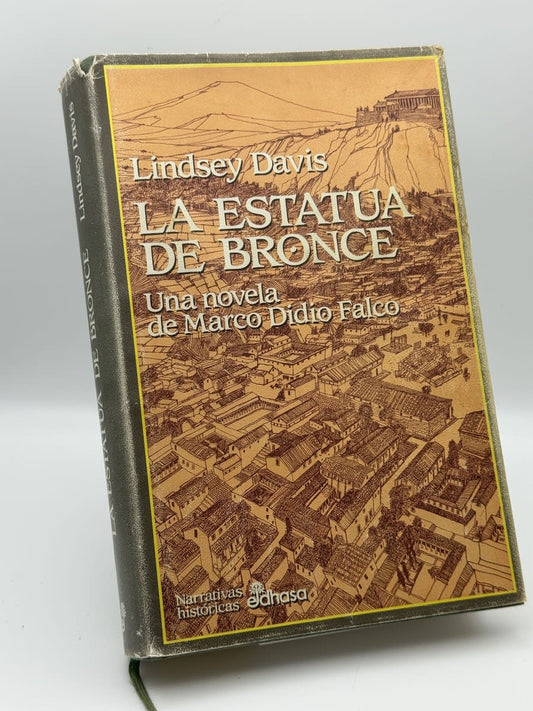 Lindsey Davis
LA ESTATUA
DE BRONCE
Una novela
de Marco Didio Falco
Narrativas
históricas
edhasa
LA ESTATUA DE BRONCE
Lindsey Davis